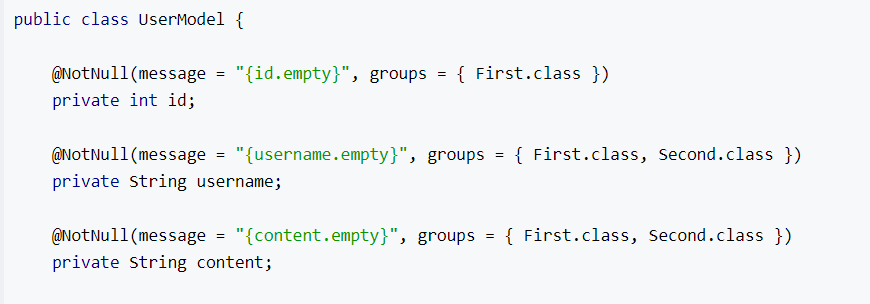 public class UserModel {
@NotNull(message = "{id.empty}", groups = { First.class })
private int id;
@NotNull(message = "{username.empty}", groups = { First.class, Second.class })
private String username;
@NotNull(message = "{content.empty}", groups = { First.class, Second.class })
private String content;